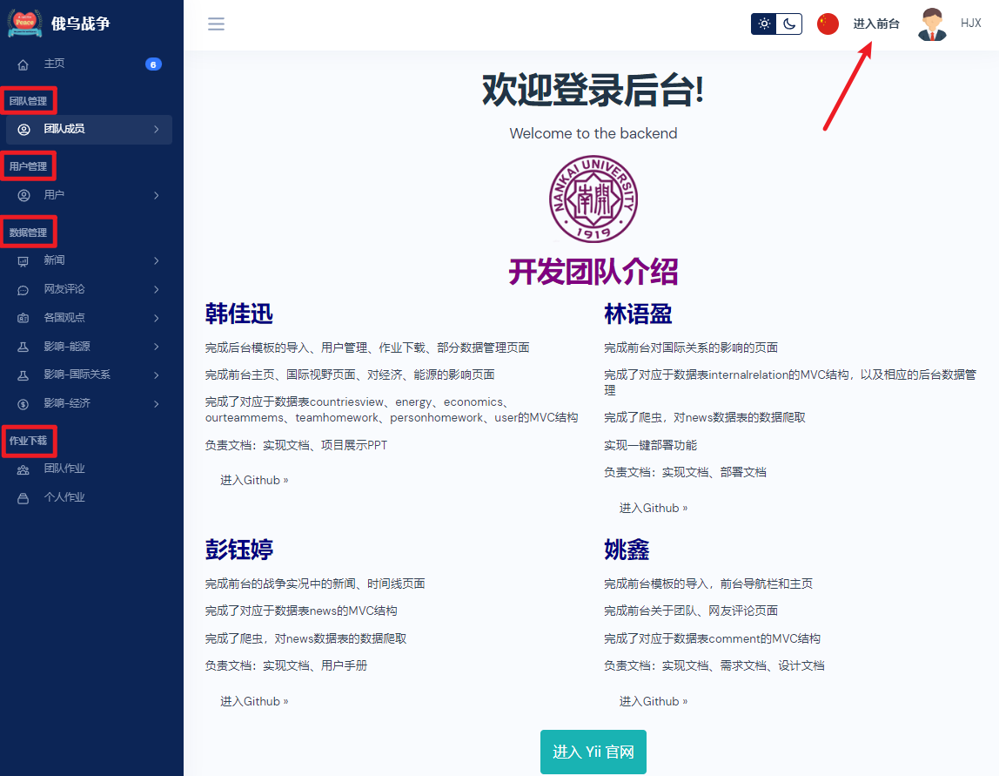 Peace
俄乌战争
进入前台
HJX
主页
6
团队管理
团队成员
用户管理
用户
数据管理
新闻
网友评论
各国观点
影响-能源
影响-国际关系
影响-经济
作业下载
团队作业
个人作业
欢迎登录后台!
Welcome to the backend
NANKAI UNIVERSITY
南開
1919
开发团队介绍
韩佳迅
完成后台模板的导入、用户管理、作业下载、部分数据管理页面
完成前台主页、国际视野页面、对经济、能源的影响页面
完成了对应于数据表countriesview、energy、economics、
ourteammems、teamhomework、personhomework、user的MVC结构
负责文档：实现文档、项目展示PPT
进入Github »
林语盈
完成前台对国际关系的影响的页面
完成了对应于数据表internalrelation的MVC结构，以及相应的后台数据管
理
完成了爬虫，对news数据表的数据爬取
实现一键部署功能
负责文档：实现文档、部署文档
进入Github »
彭钰婷
完成前台的战争实况中的新闻、时间线页面
完成了对应于数据表news的MVC结构
完成了爬虫，对news数据表的数据爬取
负责文档：实现文档、用户手册
进入Github »
姚鑫
完成前台模板的导入，前台导航栏和主页
完成前台关于团队、网友评论页面
完成了对应于数据表comment的MVC结构
负责文档：实现文档、需求文档、设计文档
进入Github »
进入 Yii 官网